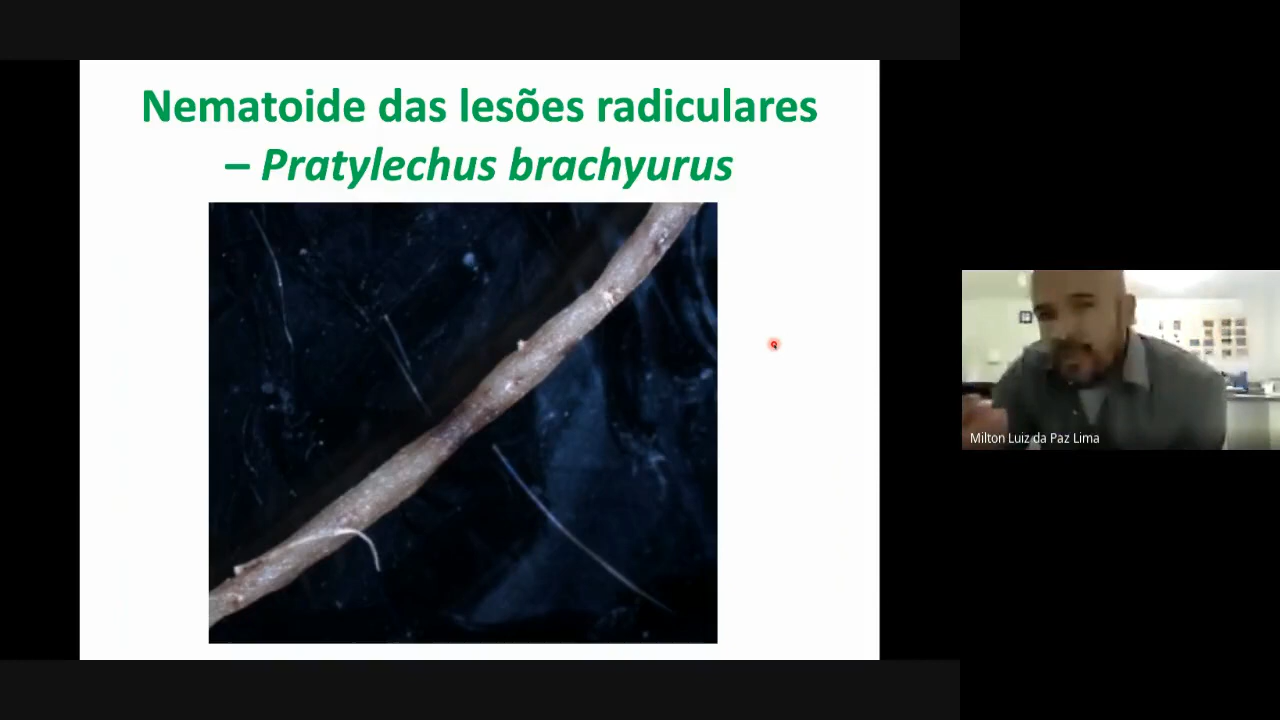 Nematoide das lesões radiculares
– Pratylechus brachyurus
Milton Luiz da Paz Lima